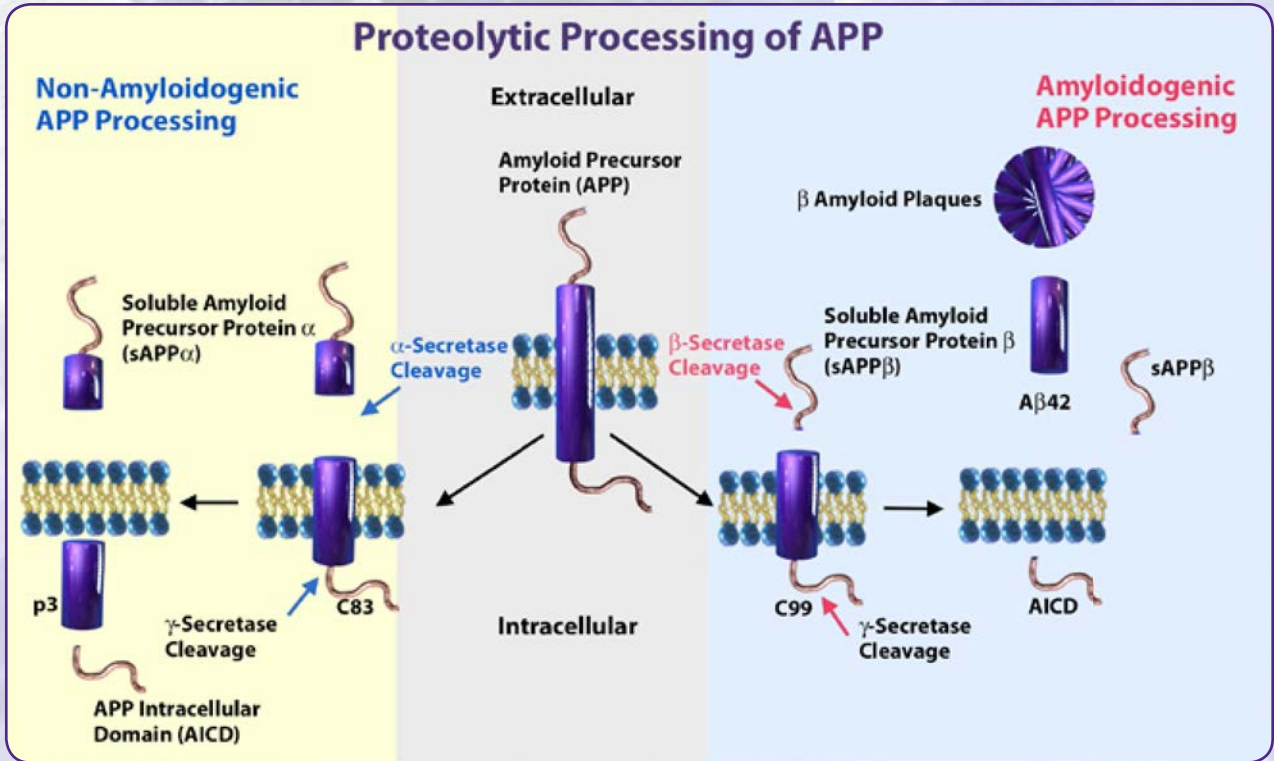 Proteolytic Processing of APP
Non-Amyloidogenic
APP Processing
Extracellular
Amyloidogenic
APP Processing
Amyloid Precursor
Protein (APP)
β Amyloid Plaques
Soluble Amyloid
Precursor Protein α
(sAPPα)
α-Secretase
Cleavage
β-Secretase
Cleavage
Soluble Amyloid
Precursor Protein β
(sAPPβ)
Aβ42
sAPPβ
p3
C83
γ-Secretase
Cleavage
APP Intracellular
Domain (AICD)
Intracellular
C99
γ-Secretase
Cleavage
AICD